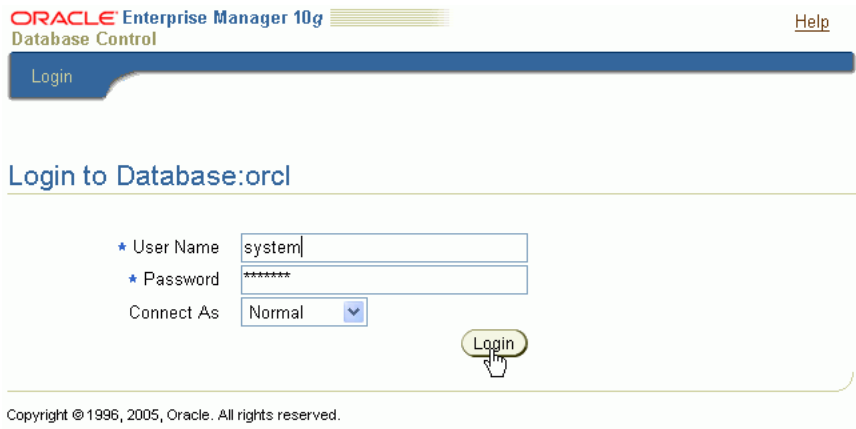 ORACLE Enterprise Manager 10g
Database Control
Help
Login
Login to Database:orcl
* User Name system
* Password *******
Connect As Normal
Login
Copyright © 1996, 2005, Oracle. All rights reserved.